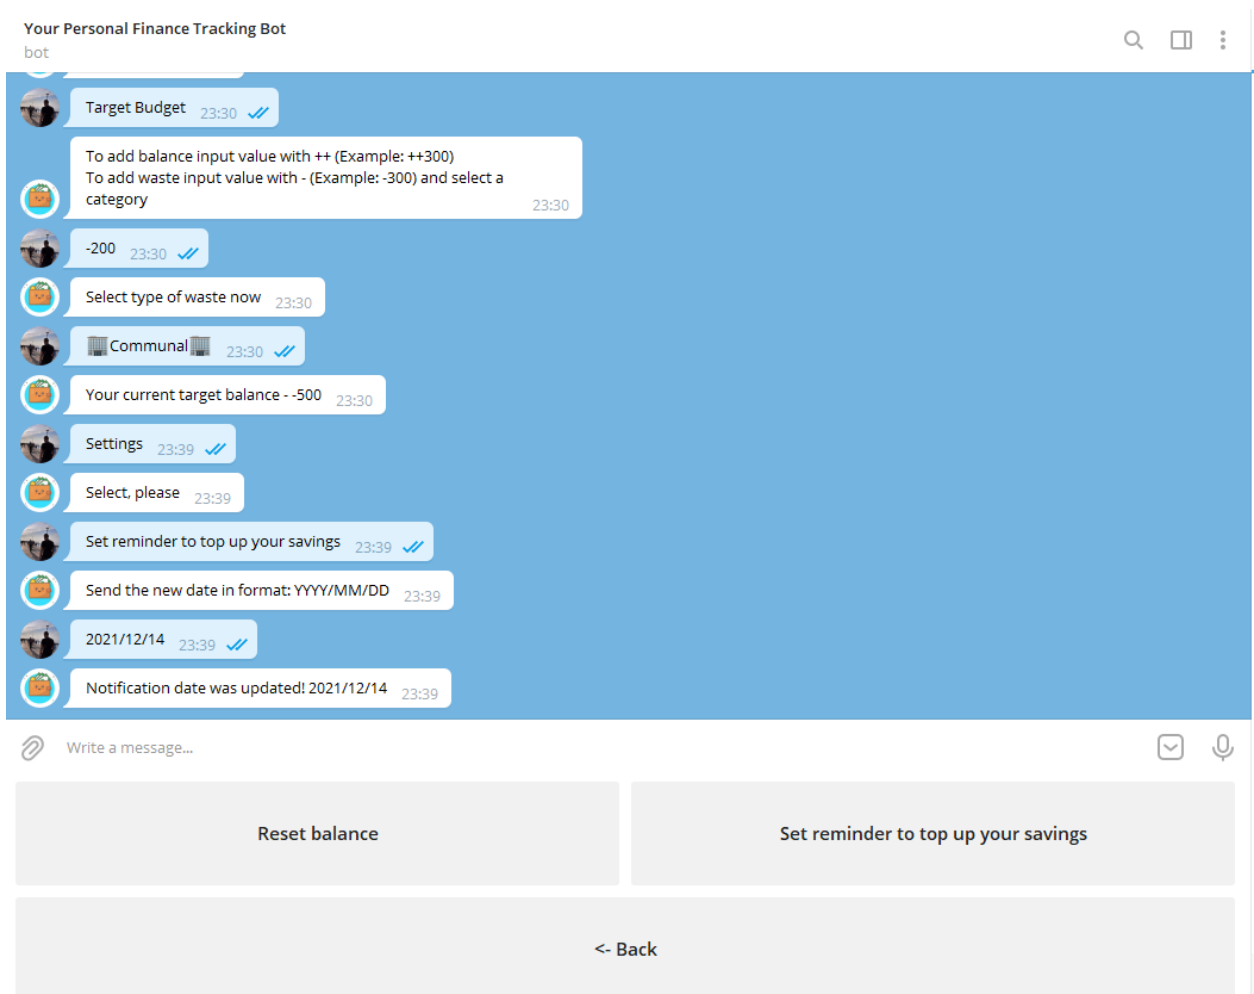 Your Personal Finance Tracking Bot
bot
Target Budget 23:30
To add balance input value with ++ (Example: ++300)
To add waste input value with - (Example: -300) and select a
category 23:30
-200 23:30
Select type of waste now 23:30
🏢Communal🏢 23:30
Your current target balance - -500 23:30
Settings 23:39
Select, please 23:39
Set reminder to top up your savings 23:39
Send the new date in format: YYYY/MM/DD 23:39
2021/12/14 23:39
Notification date was updated! 2021/12/14 23:39
Write a message...
Reset balance
Set reminder to top up your savings
<- Back